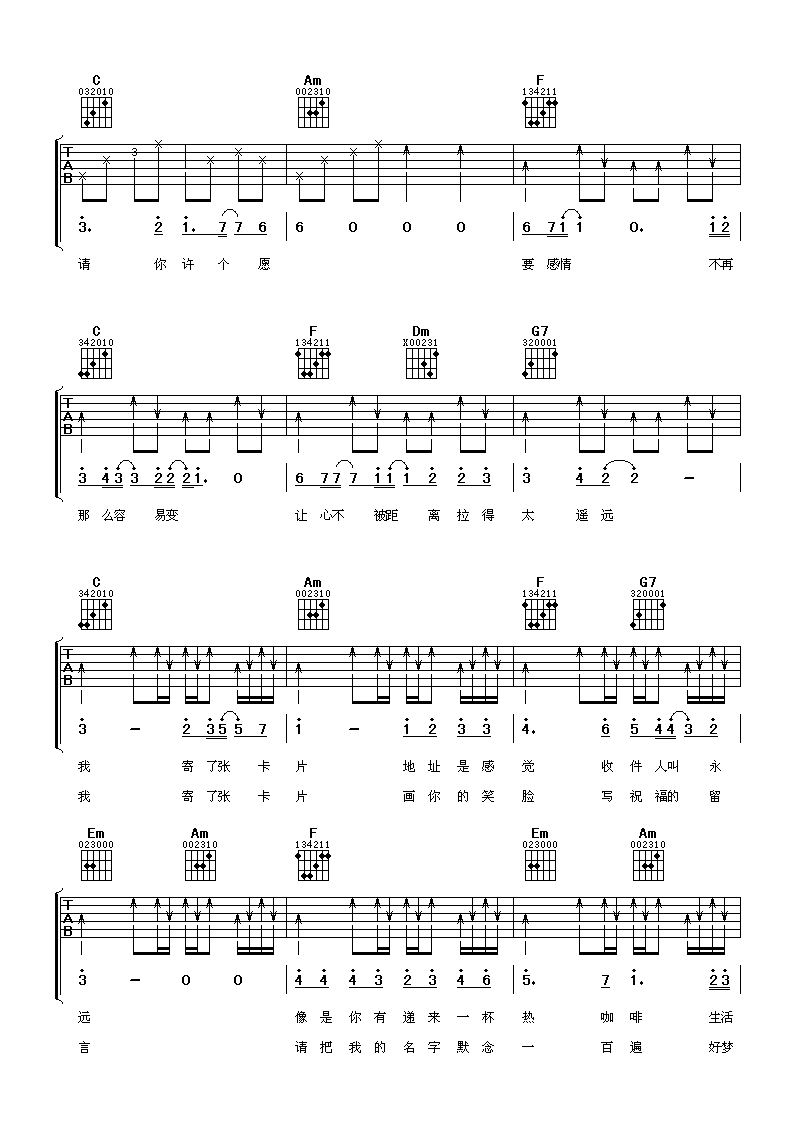 C Am F
032010 002310 134211
T 3
A
B
3. 2 1. 7 7 6 6 0 0 0 6 7 1 1 0. 1 2
请 你 许 个 愿 要 感情 不再
C F Dm G7
342010 134211 X00231 320001
T
A
B
3 4 3 3 2 2 2 1. 0 6 7 7 7 1 1 1 2 2 3 3 4 2 2 -
那 么容 易变 让 心不 被距 离 拉 得 太 遥 远
C Am F G7
342010 002310 134211 320001
T
A
B
3 - 2 3 5 5 7 1 - 1 2 3 3 4. 6 5 4 4 3 2
我 寄 了张 卡 片 地 址 是 感 觉 收 件 人叫 永
我 寄 了张 卡 片 画 你 的 笑 脸 写 祝 福的 留
Em Am F Em Am
023000 002310 134211 023000 002310
T
A
B
3 - 0 0 4 4 4 3 2 3 4 6 5. 7 1. 2 3
远 像 是 你 有 递 来 一 杯 热 咖 啡 生活
言 请 把 我 的 名 字 默 念 一 百 遍 好梦